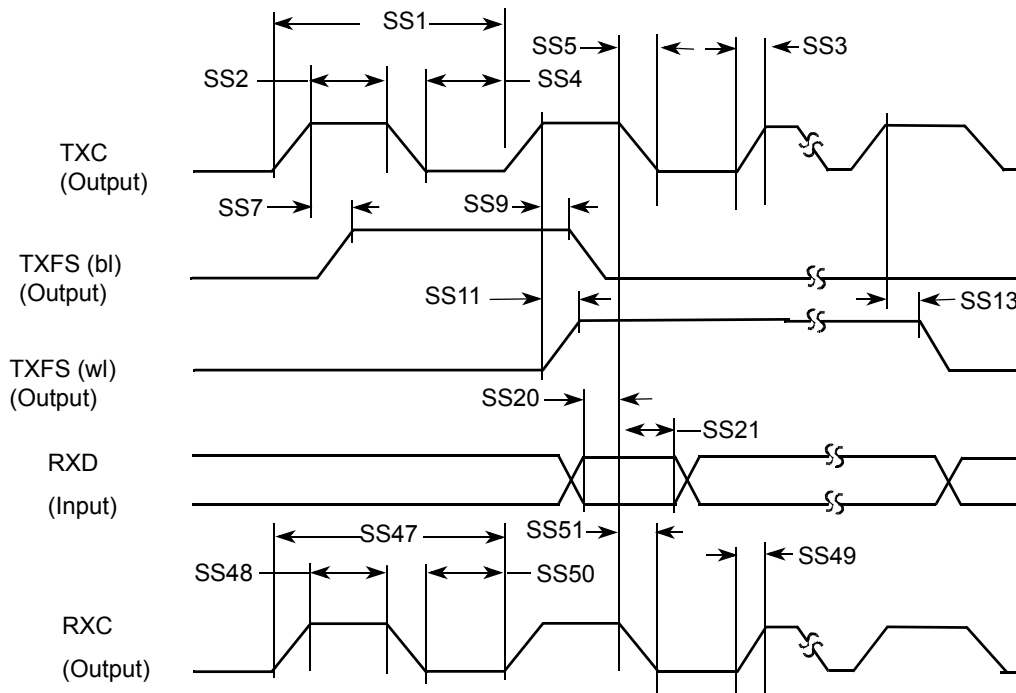 SS1
SS5
SS3
SS2
SS4
TXC
(Output)
SS7
SS9
TXFS (bl)
(Output)
SS11
SS13
TXFS (wl)
(Output)
SS20
SS21
RXD
(Input)
SS47
SS51
SS48
SS50
SS49
RXC
(Output)